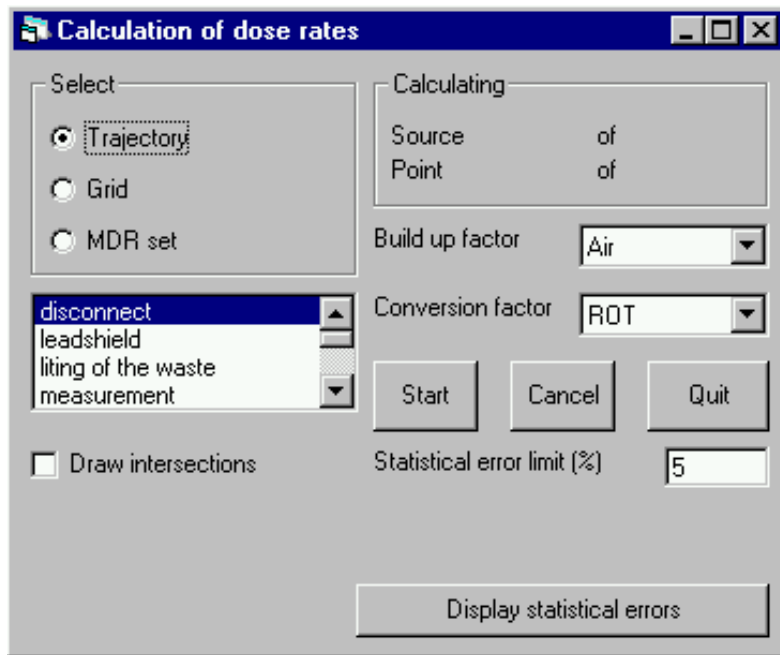 Calculation of dose rates
Select
Trajectory
Grid
MDR set
disconnect
leadshield
liting of the waste
measurement
Draw intersections
Calculating
Source of
Point of
Build up factor Air
Conversion factor ROT
Start Cancel Quit
Statistical error limit (%) 5
Display statistical errors